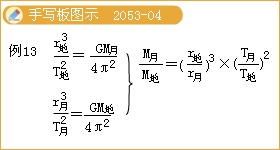 手写板图示 2053-04
例13 r地³/T地² = GM月/4π²
r月³/T月² = GM地/4π²
M月/M地 = (r地/r月)³ × (T月/T地)²